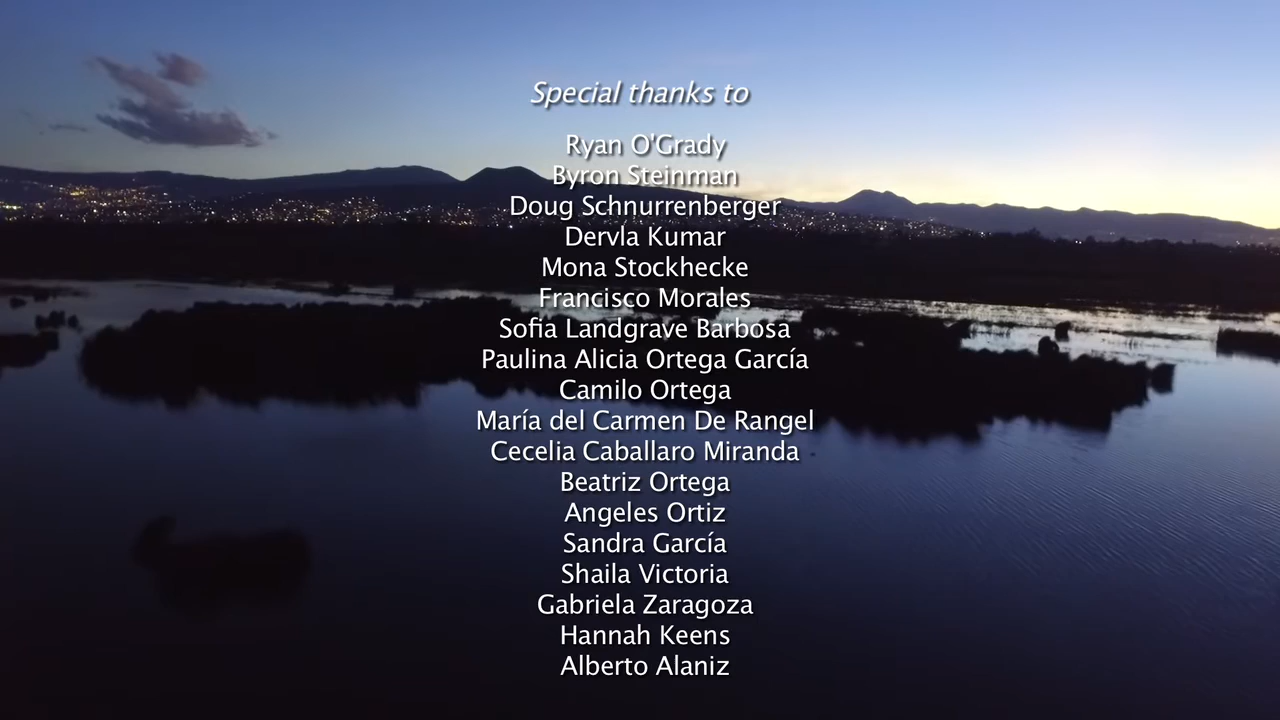 Special thanks to
Ryan O'Grady
Byron Steinman
Doug Schnurrenberger
Dervla Kumar
Mona Stockhecke
Francisco Morales
Sofia Landgrave Barbosa
Paulina Alicia Ortega García
Camilo Ortega
María del Carmen De Rangel
Cecelia Caballaro Miranda
Beatriz Ortega
Angeles Ortiz
Sandra García
Shaila Victoria
Gabriela Zaragoza
Hannah Keens
Alberto Alaniz